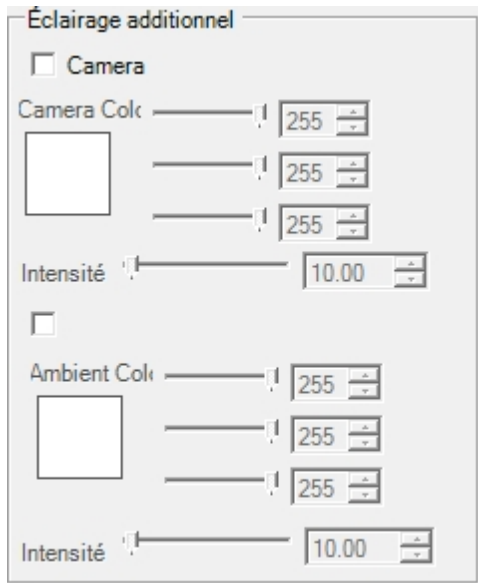 Éclairage additionnel
Camera
Camera Colo
255
255
255
Intensité 10.00
Ambient Colo
255
255
255
Intensité 10.00